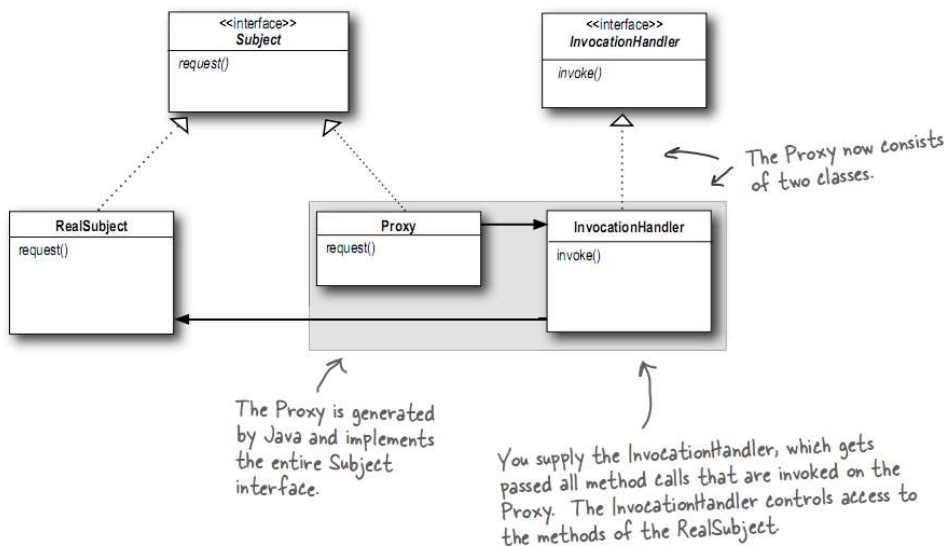 <<interface>>
Subject
request()
<<interface>>
InvocationHandler
invoke()
The Proxy now consists
of two classes.
RealSubject
request()
Proxy
request()
InvocationHandler
invoke()
The Proxy is generated
by Java and implements
the entire Subject
interface.
You supply the InvocationHandler, which gets
passed all method calls that are invoked on the
Proxy. The InvocationHandler controls access to
the methods of the RealSubject.